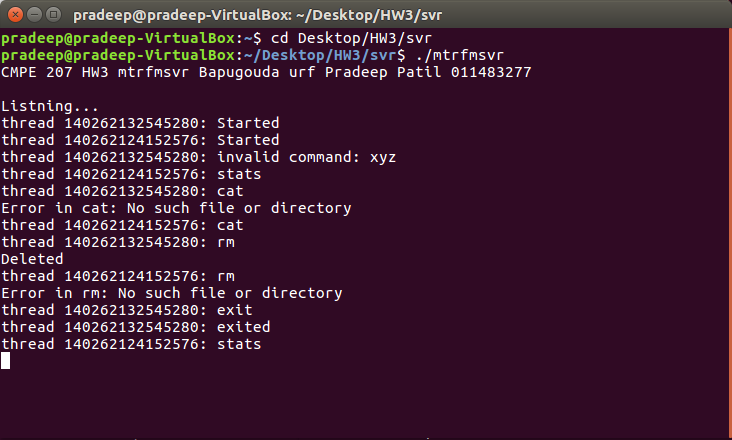 pradeep@pradeep-VirtualBox: ~/Desktop/HW3/svr
pradeep@pradeep-VirtualBox:~$ cd Desktop/HW3/svr
pradeep@pradeep-VirtualBox:~/Desktop/HW3/svr$ ./mtrfmsvr
CMPE 207 HW3 mtrfmsvr Bapugouda urf Pradeep Patil 011483277
Listning...
thread 140262132545280: Started
thread 140262124152576: Started
thread 140262132545280: invalid command: xyz
thread 140262124152576: stats
thread 140262132545280: cat
Error in cat: No such file or directory
thread 140262124152576: cat
thread 140262132545280: rm
Deleted
thread 140262124152576: rm
Error in rm: No such file or directory
thread 140262132545280: exit
thread 140262132545280: exited
thread 140262124152576: stats